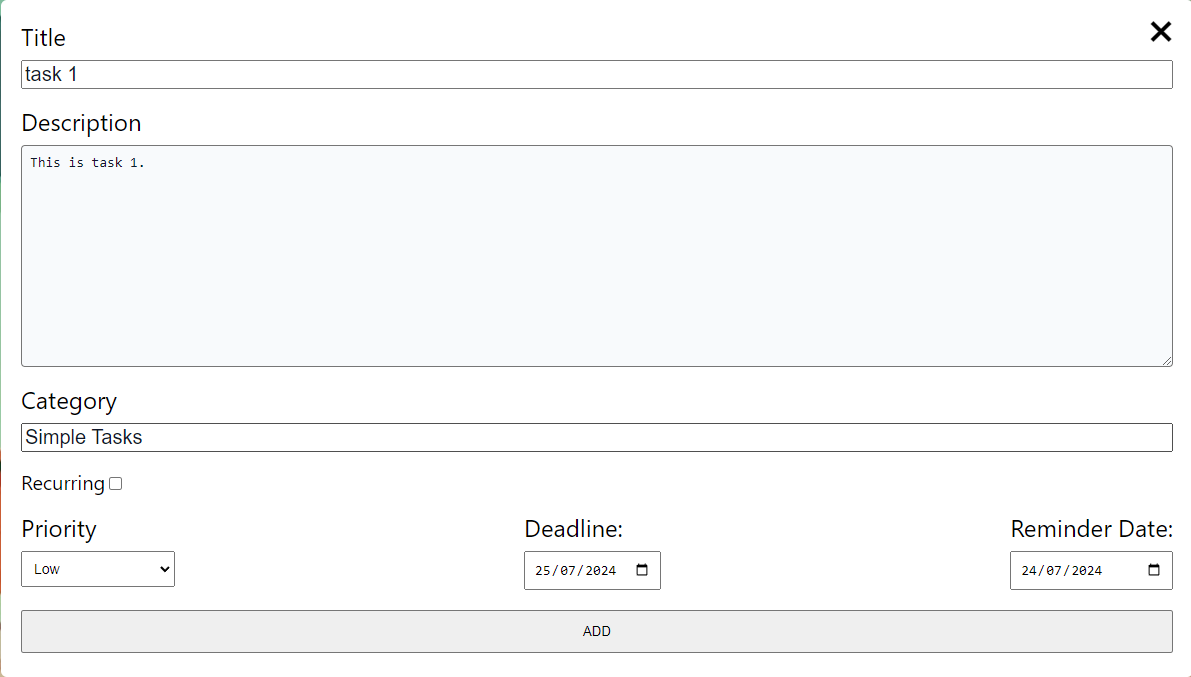 Title
task 1
Description
This is task 1.
Category
Simple Tasks
Recurring
Priority
Deadline:
Reminder Date:
Low
25/07/2024
24/07/2024
ADD